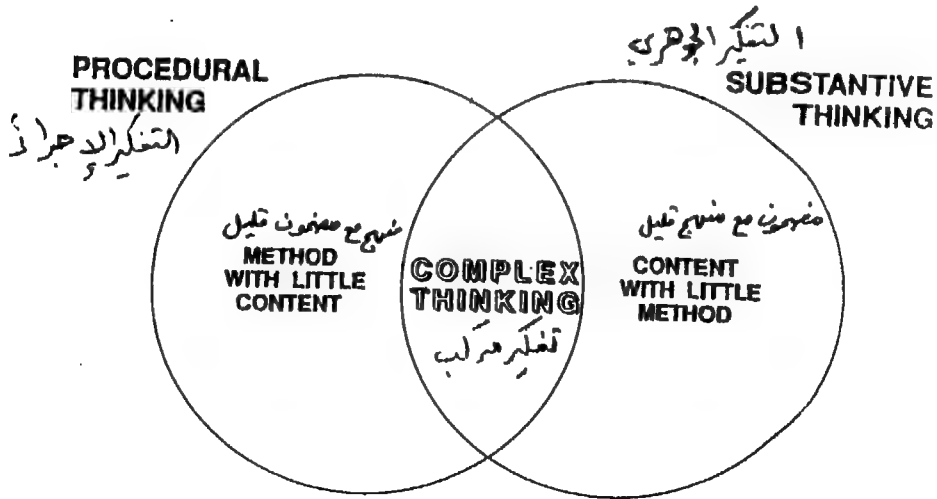 التفكير الجوهري
PROCEDURAL
THINKING
SUBSTANTIVE
THINKING
التفكير الإجرائي
منهج مع مضمون قليل
METHOD
WITH LITTLE
CONTENT
COMPLEX
THINKING
تفكير مركب
مضمون مع منهج قليل
CONTENT
WITH LITTLE
METHOD